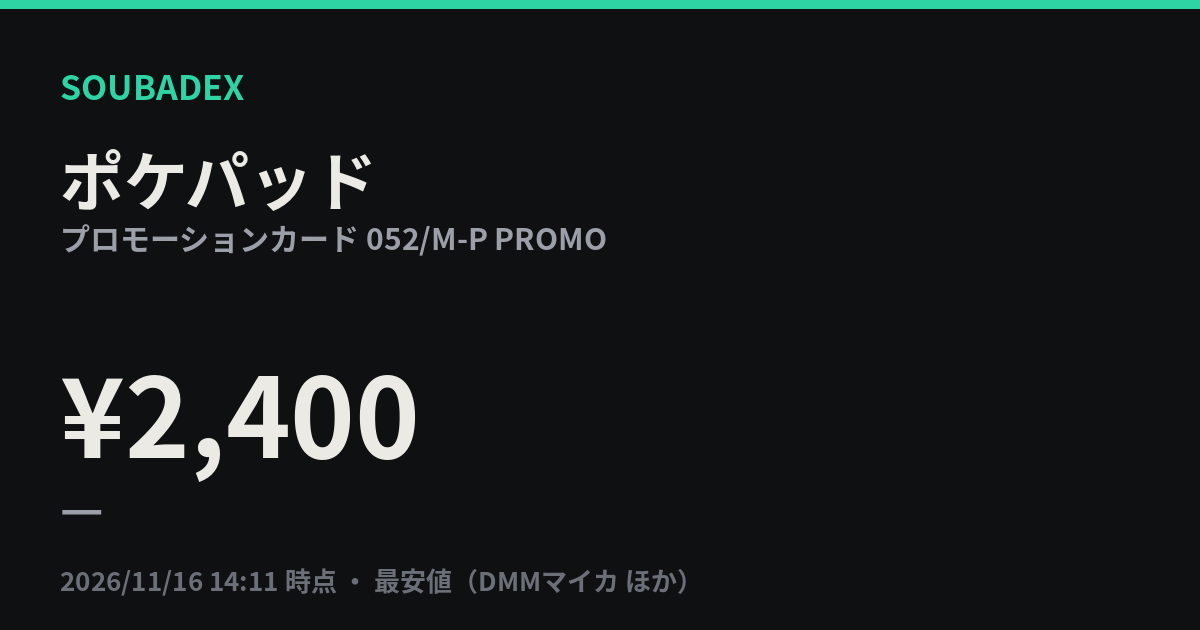 SOUBADEX
ポケパッド
プロモーションカード 052/M-P PROMO
¥2,400
—
2026/11/16 14:11 時点 ・ 最安値（DMMマイカ ほか）